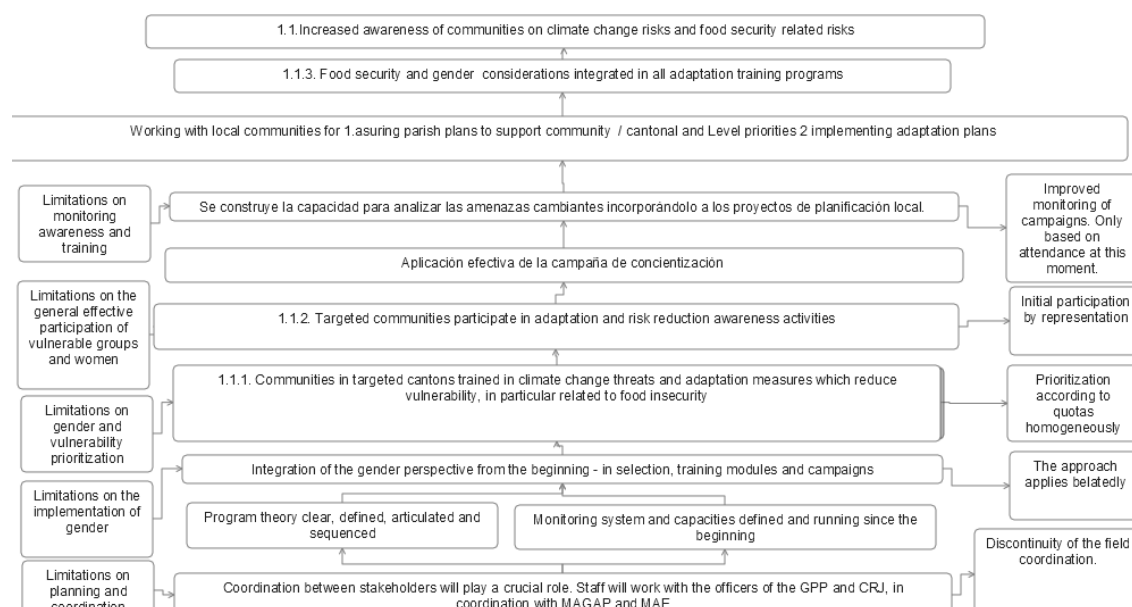 1.1.Increased awareness of communities on climate change risks and food security related risks
1.1.3. Food security and gender considerations integrated in all adaptation training programs
Working with local communities for 1.asuring parish plans to support community / cantonal and Level priorities 2 implementing adaptation plans
Limitations on
monitoring
awareness and
training
Se construye la capacidad para analizar las amenazas cambiantes incorporándolo a los proyectos de planificación local.
Improved
monitoring of
campaigns. Only
based on
attendance at this
moment.
Aplicación efectiva de la campaña de concientización
Limitations on the
general effective
participation of
vulnerable groups
and women
1.1.2. Targeted communities participate in adaptation and risk reduction awareness activities
Initial participation
by representation
1.1.1. Communities in targeted cantons trained in climate change threats and adaptation measures which reduce
vulnerability, in particular related to food insecurity
Limitations on
gender and
vulnerability
prioritization
Prioritization
according to
quotas
homogeneously
Integration of the gender perspective from the beginning - in selection, training modules and campaigns
The approach
applies belatedly
Limitations on the
implementation of
gender
Program theory clear, defined, articulated and
sequenced
Monitoring system and capacities defined and running since the
beginning
Discontinuity of the field
coordination.
Limitations on
planning and
coordination
Coordination between stakeholders will play a crucial role. Staff will work with the officers of the GPP and CRJ, in
coordination with MAGAP and MAE